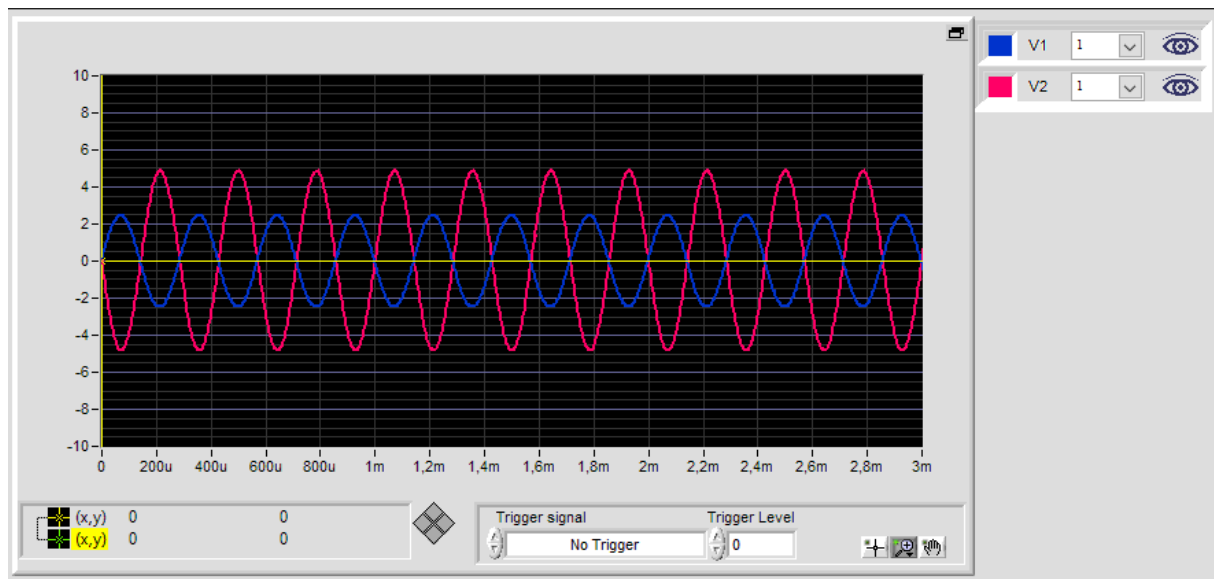 V1 1
V2 1
10
8
6
4
2
0
-2
-4
-6
-8
-10
0 200u 400u 600u 800u 1m 1,2m 1,4m 1,6m 1,8m 2m 2,2m 2,4m 2,6m 2,8m 3m
(x,y) 0 0
(x,y) 0 0
Trigger signal Trigger Level
No Trigger 0